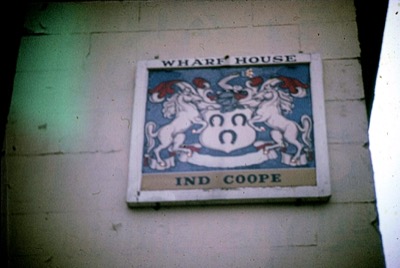 WHARF HOUSE
IND COOPE